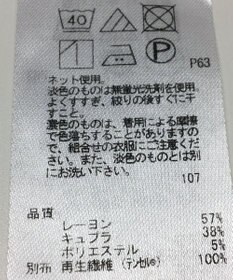 40
P
P63
ネット使用。
淡色のものは無蛍光洗剤を使用。
よくすすぎ、絞りの後すぐに干
すこと。
濃色のものは、着用による摩擦
で色落ちすることがありますの
で、組合せの衣服にご注意くださ
い。また、淡色のものとは別
にお洗い下さい。
107
品質
レーヨン 57%
キュプラ 38%
ポリエステル 5%
別布 再生繊維(テンセル®) 100%